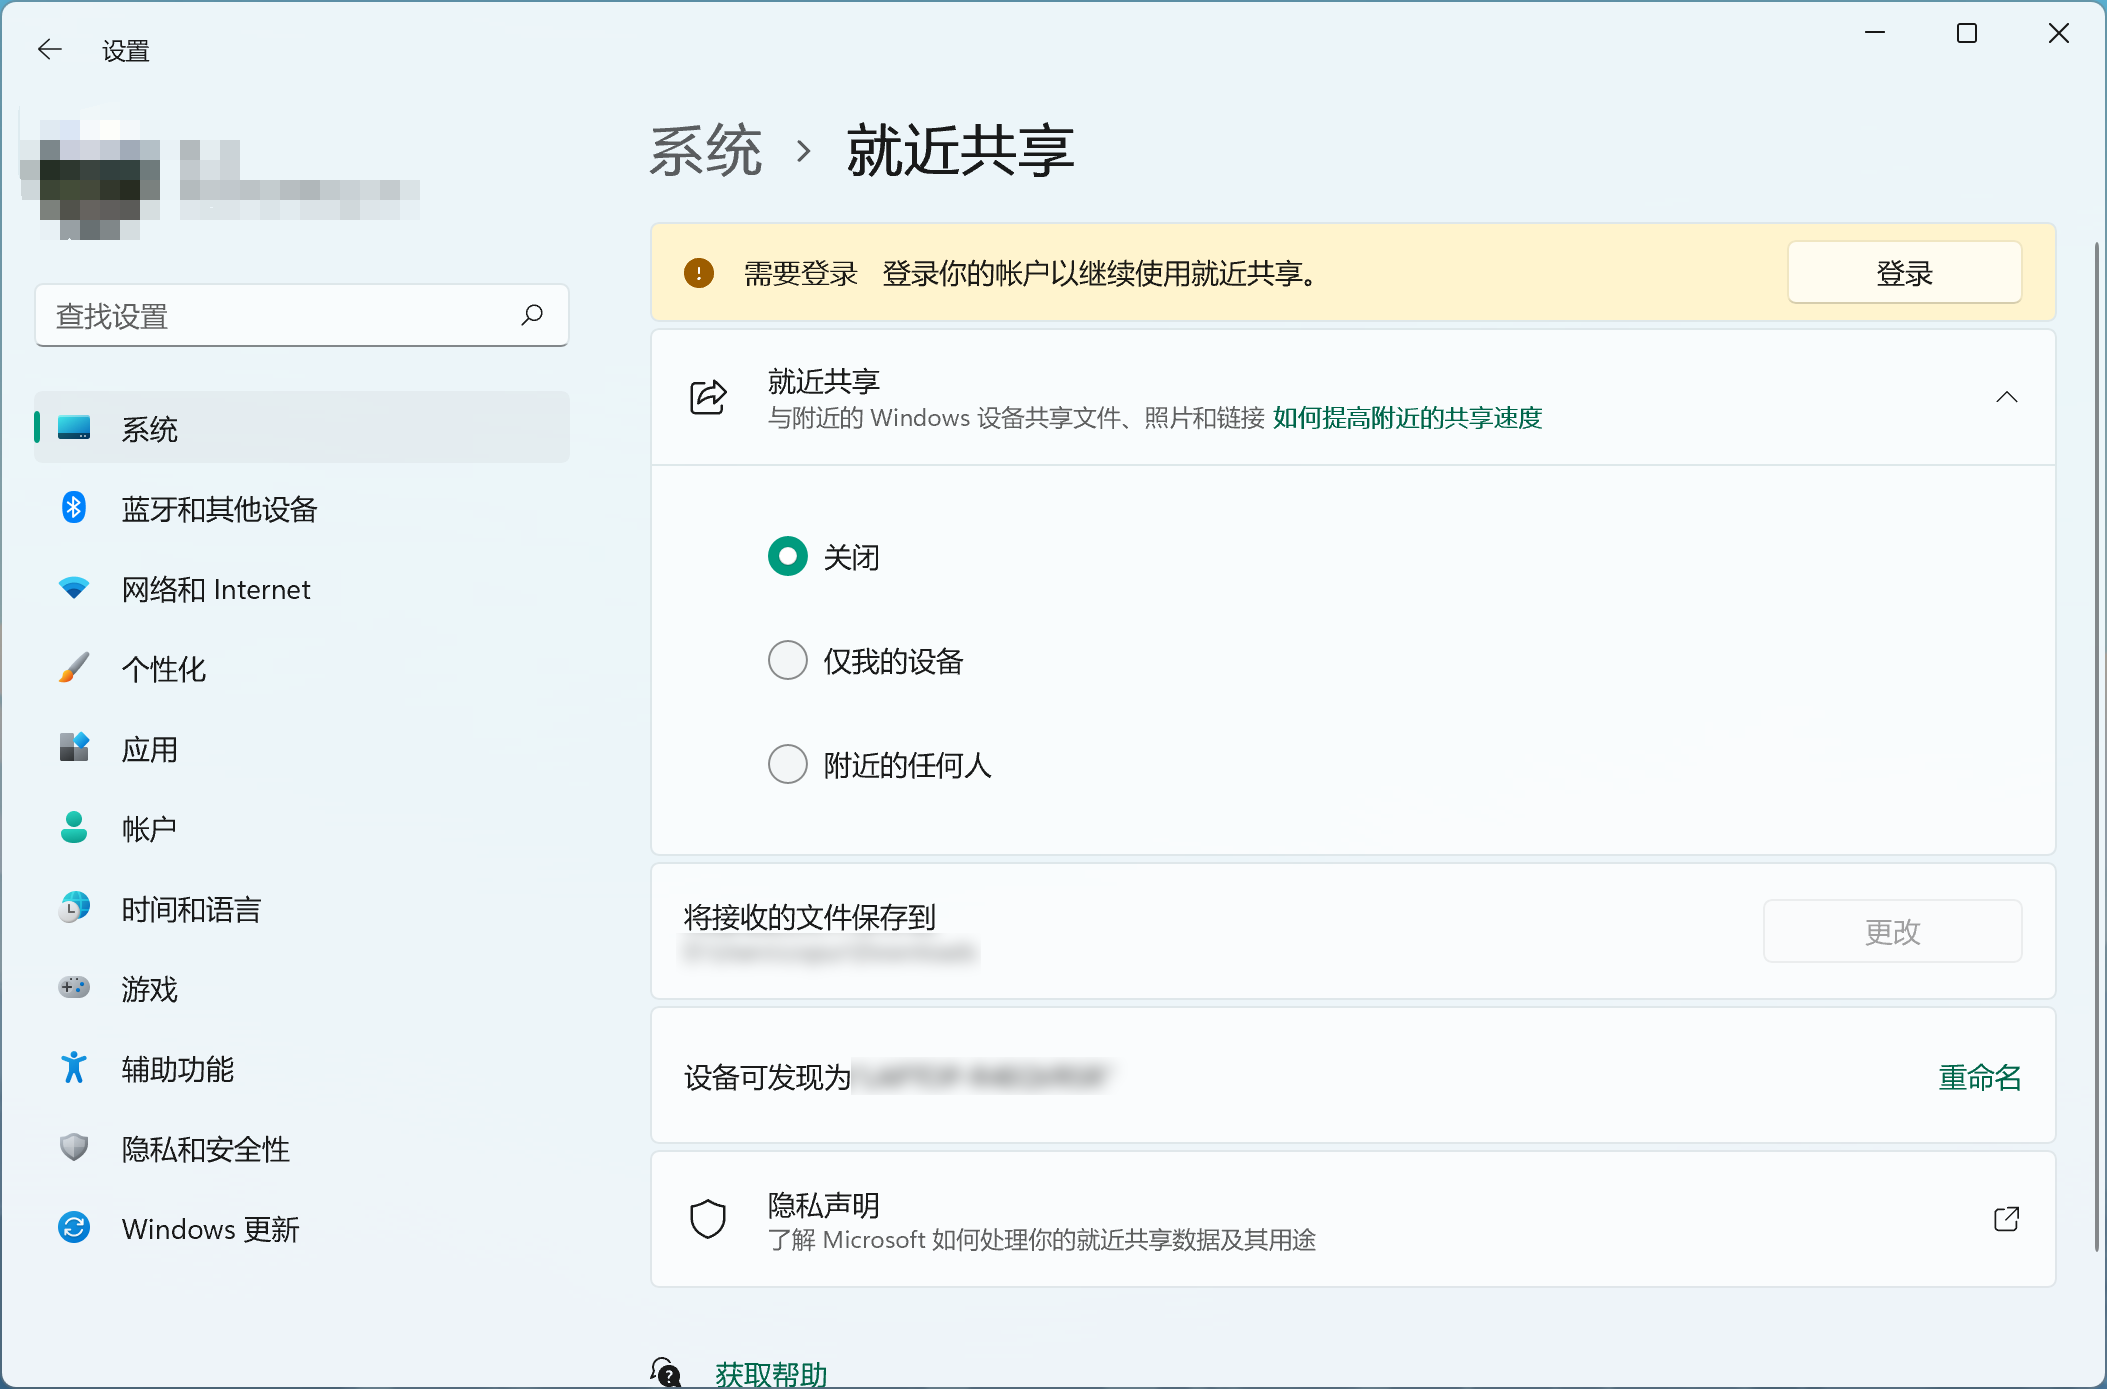 设置
系统 › 就近共享
需要登录 登录你的帐户以继续使用就近共享。
登录
查找设置
就近共享
与附近的 Windows 设备共享文件、照片和链接 如何提高附近的共享速度
系统
蓝牙和其他设备
网络和 Internet
个性化
应用
帐户
时间和语言
游戏
辅助功能
隐私和安全性
Windows 更新
关闭
仅我的设备
附近的任何人
将接收的文件保存到
更改
设备可发现为
重命名
隐私声明
了解 Microsoft 如何处理你的就近共享数据及其用途
获取帮助